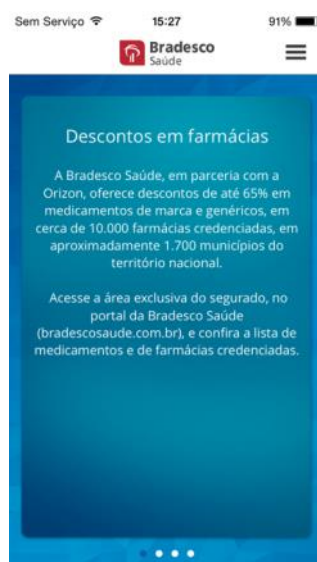 Sem Serviço 15:27 91%
Bradesco
Saúde
Descontos em farmácias
A Bradesco Saúde, em parceria com a
Orizon, oferece descontos de até 65% em
medicamentos de marca e genéricos, em
cerca de 10.000 farmácias credenciadas, em
aproximadamente 1.700 municípios do
território nacional.
Acesse a área exclusiva do segurado, no
portal da Bradesco Saúde
(bradescosaude.com.br), e confira a lista de
medicamentos e de farmácias credenciadas.